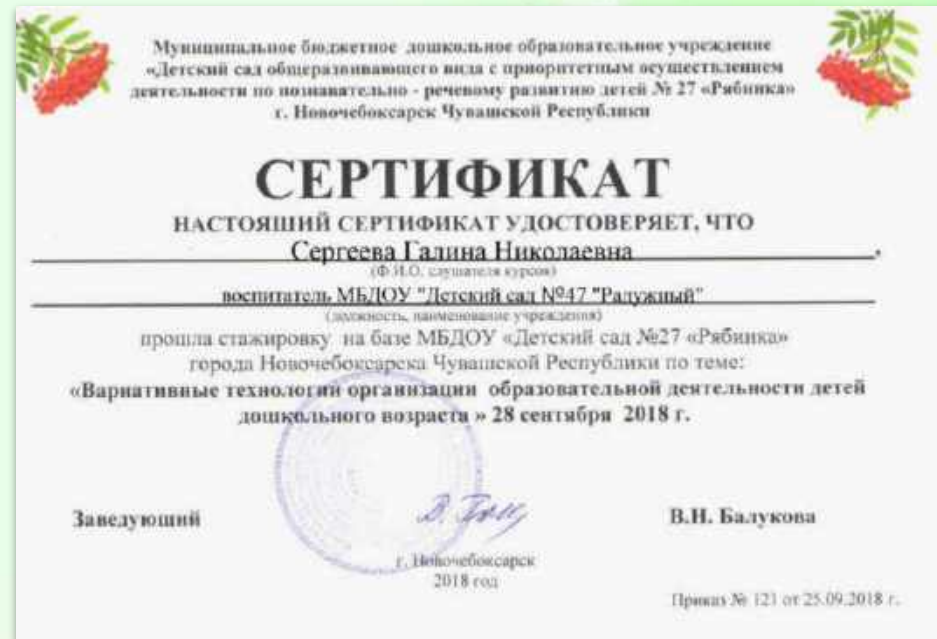 Муниципальное бюджетное дошкольное образовательное учреждение
«Детский сад общеразвивающего вида с приоритетным осуществлением
деятельности по познавательно - речевому развитию детей № 27 «Рябинка»
г. Новочебоксарск Чувашской Республики
СЕРТИФИКАТ
НАСТОЯЩИЙ СЕРТИФИКАТ УДОСТОВЕРЯЕТ, ЧТО
Сергеева Галина Николаевна
(Ф.И.О. слушателя курсов)
воспитатель МБДОУ "Детский сад №47 "Радужный"
(должность, наименование учреждения)
прошла стажировку на базе МБДОУ «Детский сад №27 «Рябинка»
города Новочебоксарска Чувашской Республики по теме:
«Вариативные технологии организации образовательной деятельности детей
дошкольного возраста » 28 сентября 2018 г.
Заведующий
В.И. Балукова
г. Новочебоксарск
2018 год
Приказ № 121 от 25.09.2018 г.